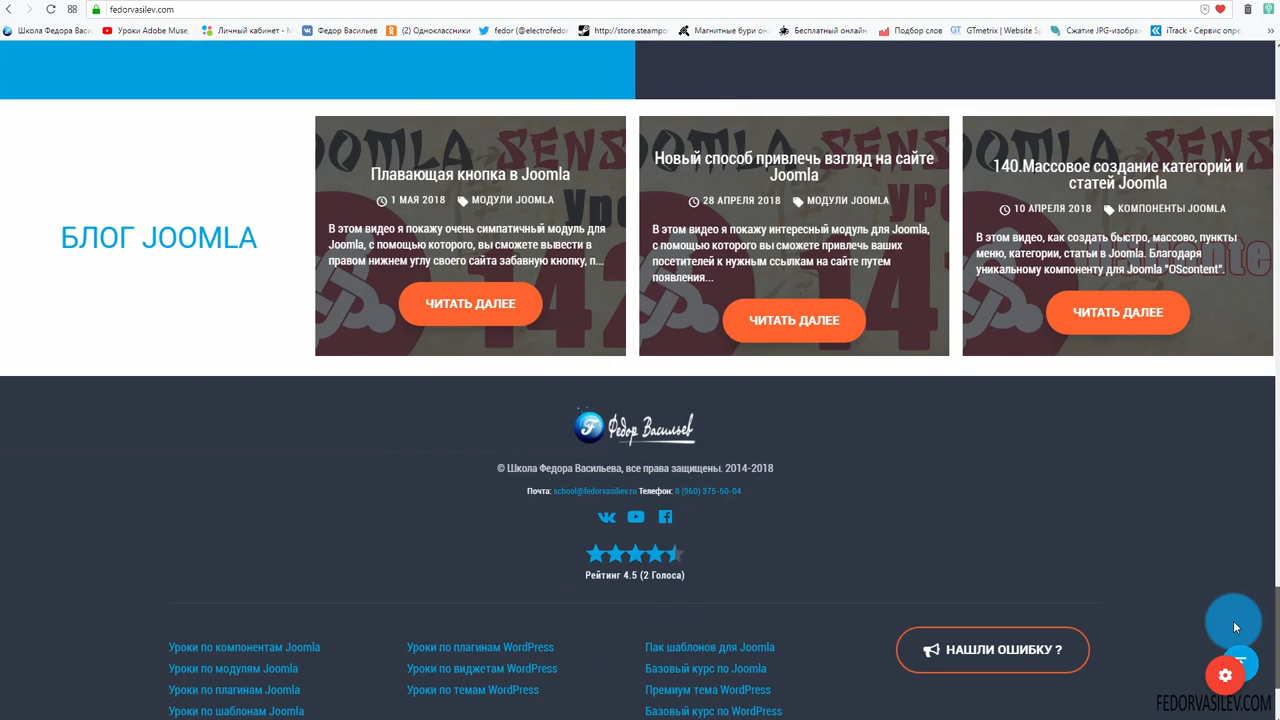 fedorvasilev.com
Школа Федора Васи.
Уроки Adobe Muse,
Личный кабинет - М
Федор Васильев
(2) Одноклассники
fedor (@electrofedor
http://store.steampo
Магнитные бури он
Бесплатный онлайн
Подбор слов
GTmetrix | Website Sp
Сжатие JPG-изображ
iTrack - Сервис опре
БЛОГ JOOMLA
Плавающая кнопка в Joomla
1 МАЯ 2018 МОДУЛИ JOOMLA
В этом видео я покажу очень симпатичный модуль для
Joomla, с помощью которого, вы сможете вывести в
правом нижнем углу своего сайта забавную кнопку, п...
ЧИТАТЬ ДАЛЕЕ
Новый способ привлечь взгляд на сайте
Joomla
28 АПРЕЛЯ 2018 МОДУЛИ JOOMLA
В этом видео я покажу интересный модуль для Joomla,
с помощью которого вы сможете привлечь ваших
посетителей к нужным ссылкам на сайте путем
появления...
ЧИТАТЬ ДАЛЕЕ
140.Массовое создание категорий и
статей Joomla
10 АПРЕЛЯ 2018 КОМПОНЕНТЫ JOOMLA
В этом видео, как создать быстро, массово, пункты
меню, категории, статьи в Joomla. Благодаря
уникальному компоненту для Joomla "OScontent".
ЧИТАТЬ ДАЛЕЕ
Федор Васильев
© Школа Федора Васильева, все права защищены. 2014-2018
Почта: school@fedorvasiliev.ru Телефон: 8 (960) 375-50-04
Рейтинг 4.5 (2 Голоса)
Уроки по компонентам Joomla
Уроки по модулям Joomla
Уроки по плагинам Joomla
Уроки по шаблонам Joomla
Уроки по плагинам WordPress
Уроки по виджетам WordPress
Уроки по темам WordPress
Пак шаблонов для Joomla
Базовый курс по Joomla
Премиум тема WordPress
Базовый курс по WordPress
НАШЛИ ОШИБКУ ?
FEDORVASILEV.COM